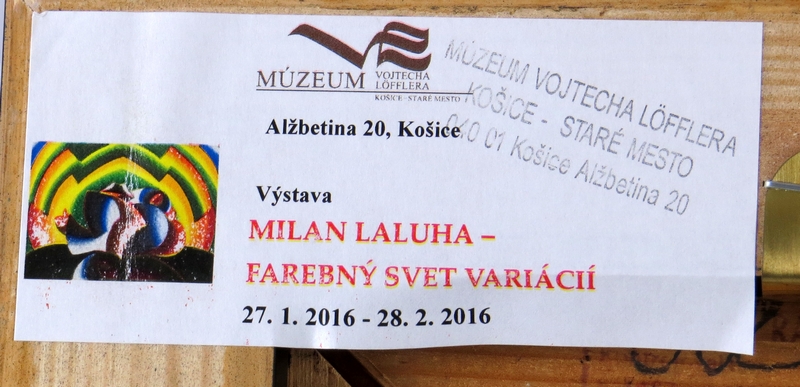 MÚZEUM VOJTECHA
LÖFFLERA
KOŠICE - STARÉ MESTO
Alžbetina 20, Košice
MÚZEUM VOJTECHA LÖFFLERA
KOŠICE - STARÉ MESTO
040 01 Košice Alžbetina 20
Výstava
MILAN LALUHA –
FAREBNÝ SVET VARIÁCIÍ
27. 1. 2016 - 28. 2. 2016